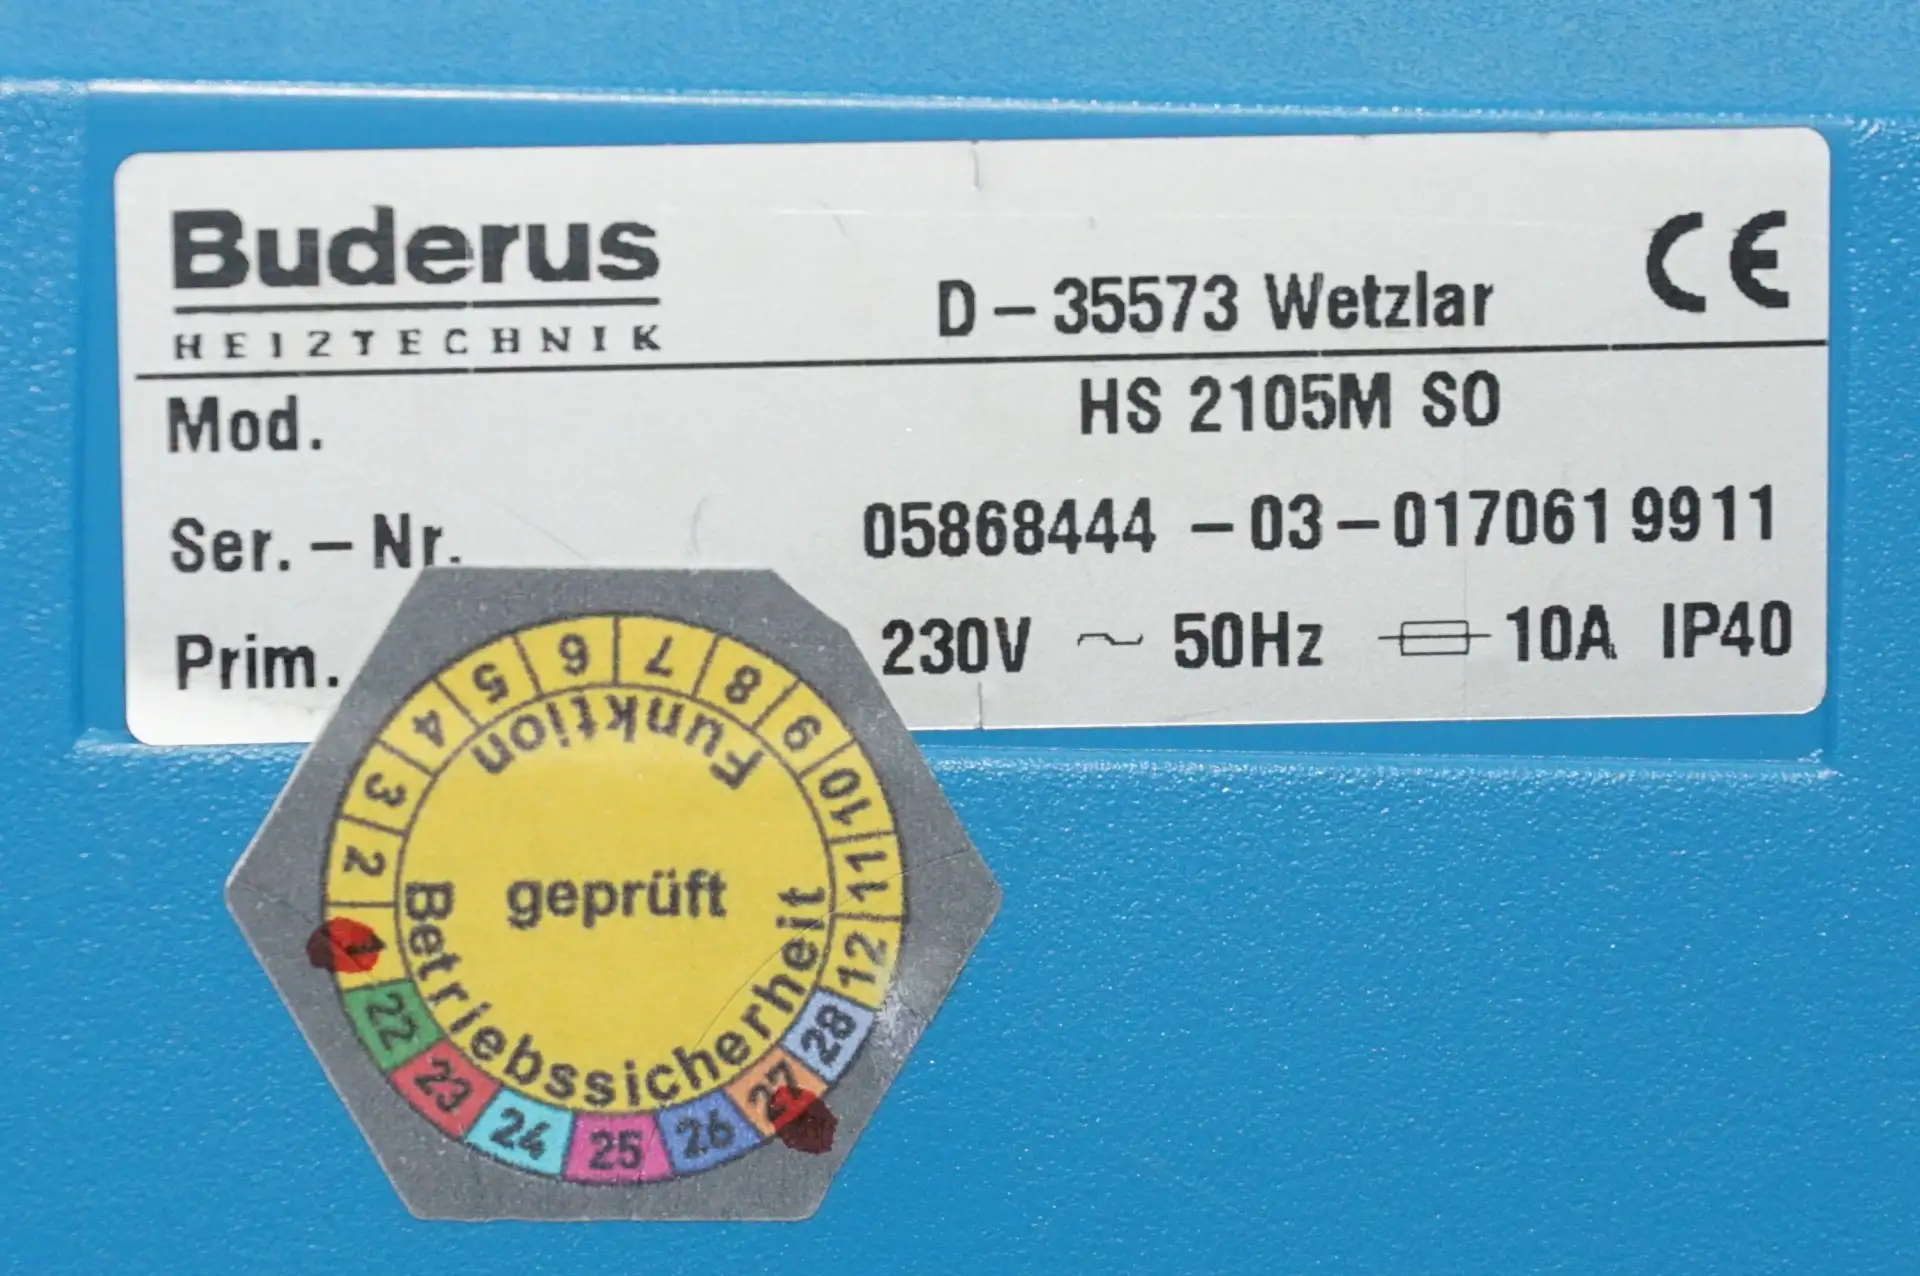 Buderus
HEIZTECHNIK
D – 35573 Wetzlar
CE
Mod. HS 2105M SO
Ser. – Nr. 05868444 – 03 – 017061 9911
Prim. 230V ~ 50Hz 10A IP40
1 2 3 4 5 6 7 8 9 10 11 12
Funktion
geprüft
Betriebssicherheit
22 23 24 25 26 27 28